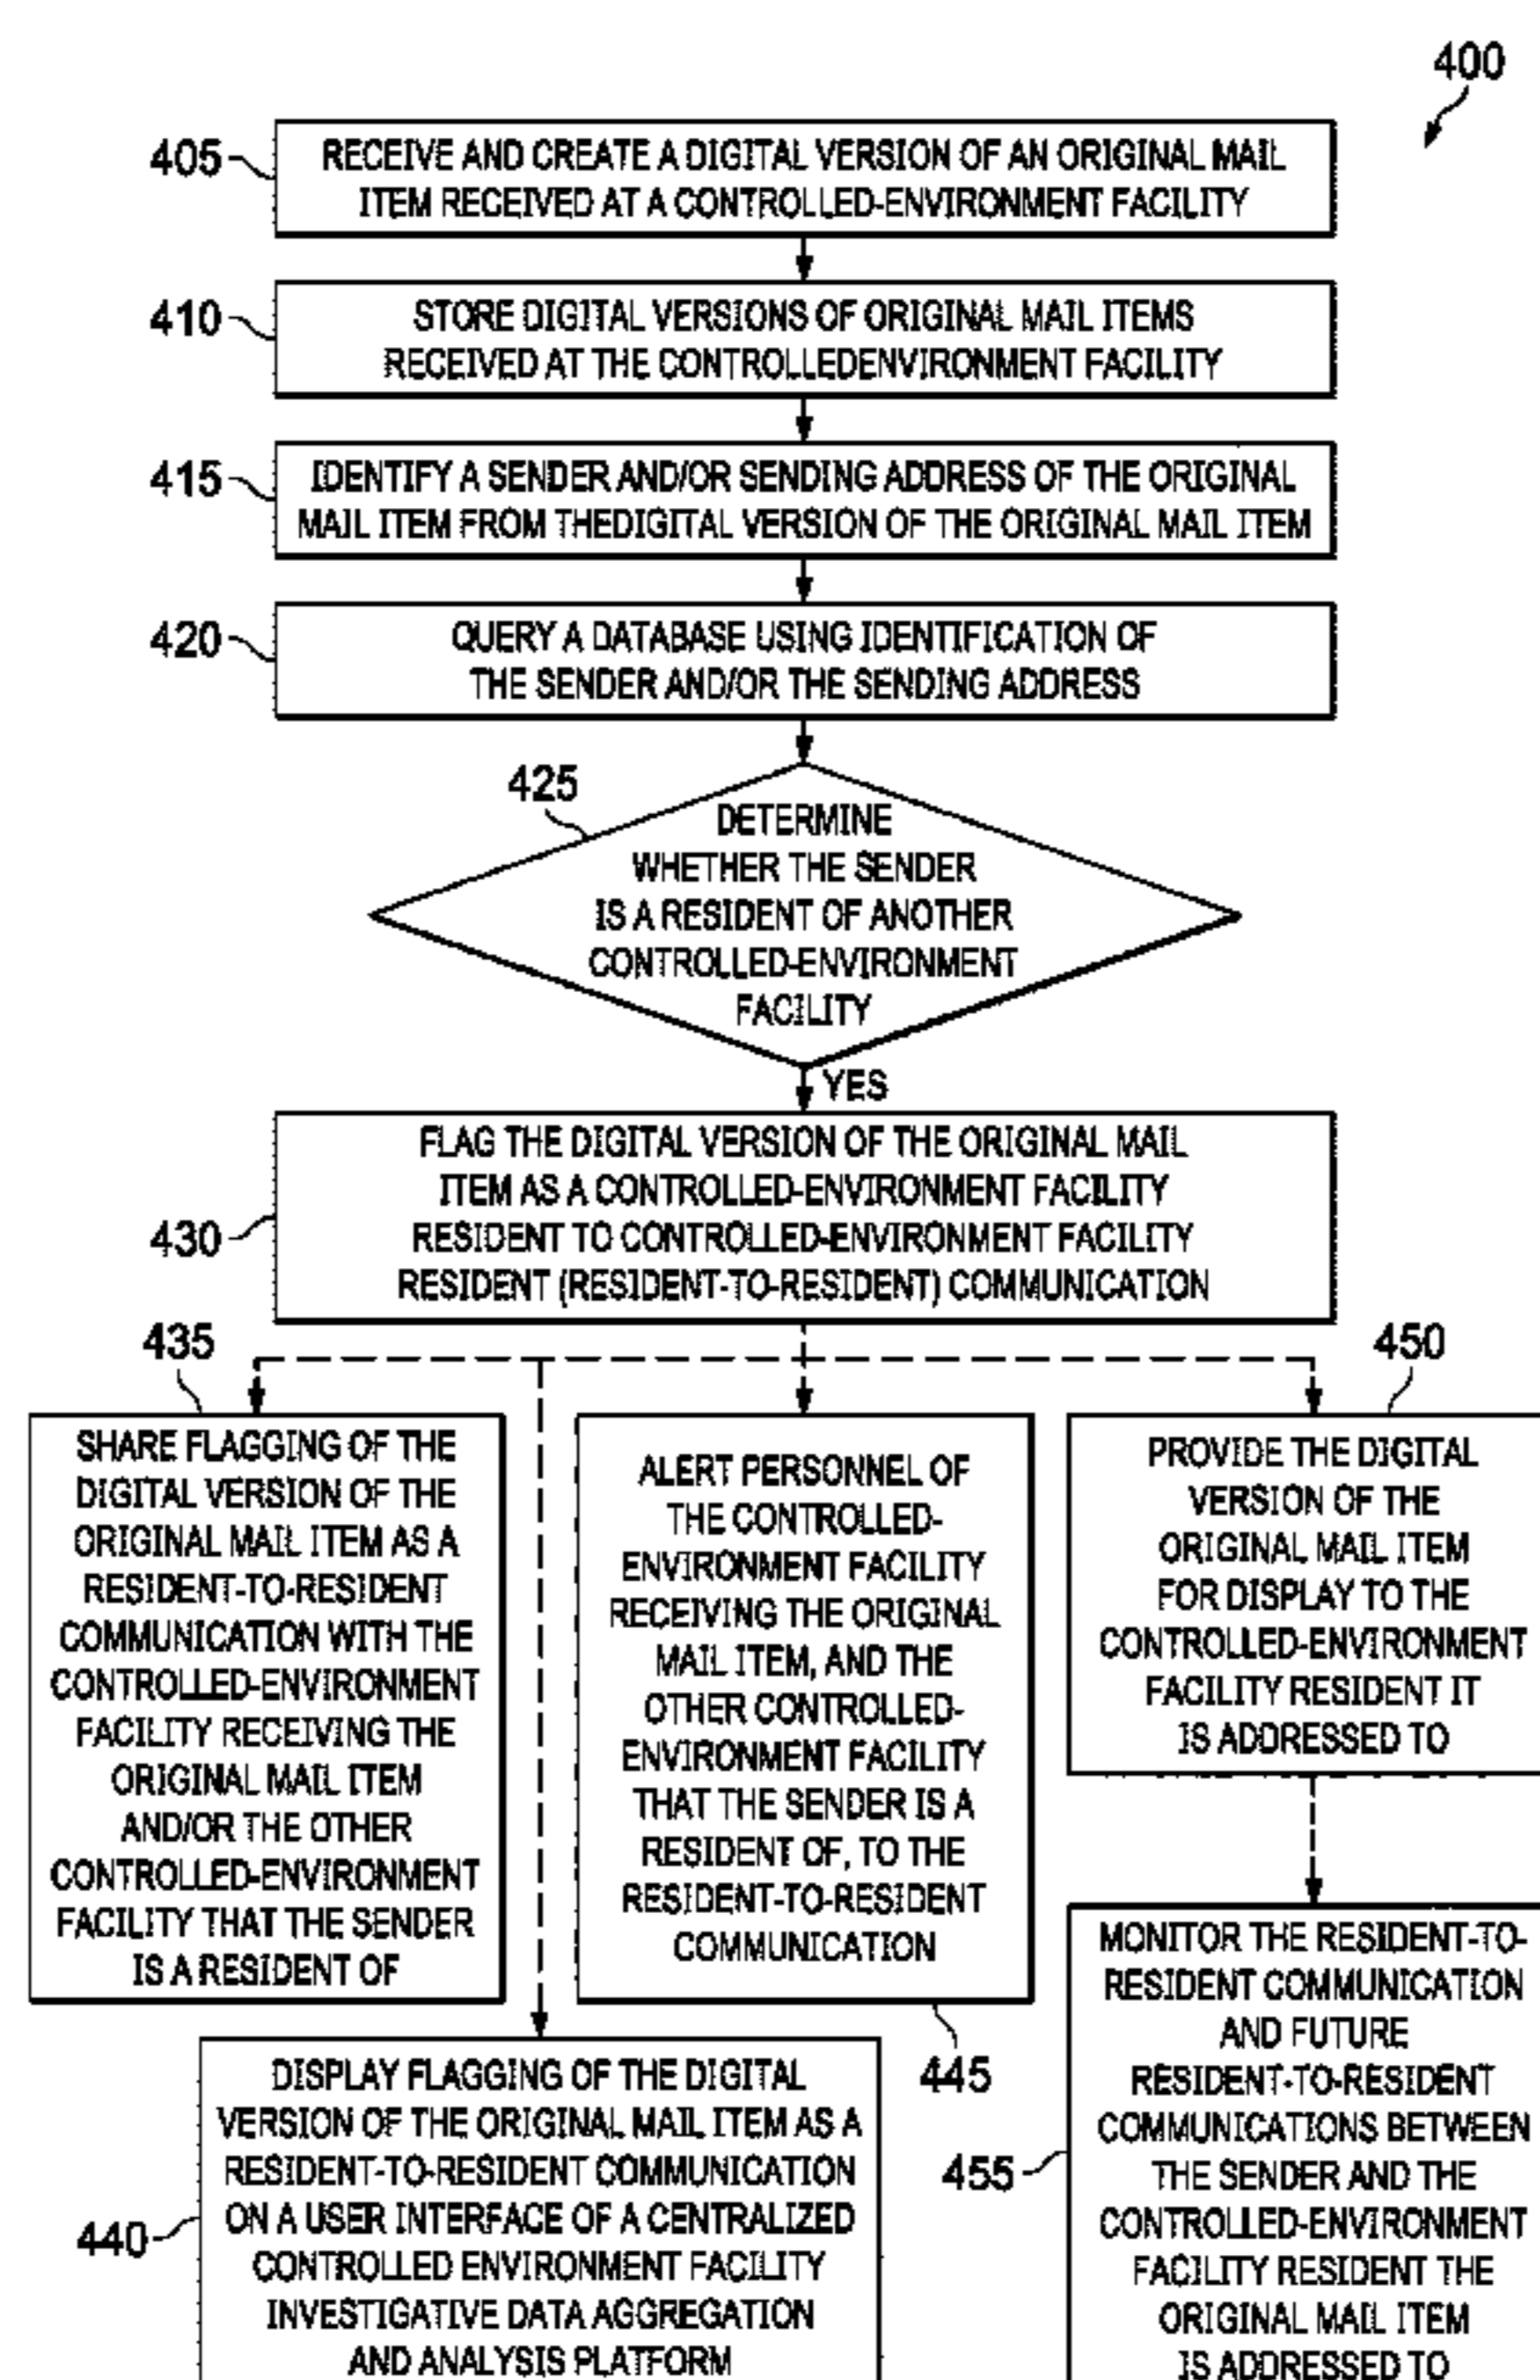 400
405
RECEIVE AND CREATE A DIGITAL VERSION OF AN ORIGINAL MAIL
ITEM RECEIVED AT A CONTROLLED-ENVIRONMENT FACILITY
410
STORE DIGITAL VERSIONS OF ORIGINAL MAIL ITEMS
RECEIVED AT THE CONTROLLEDENVIRONMENT FACILITY
415
IDENTIFY A SENDER AND/OR SENDING ADDRESS OF THE ORIGINAL
MAIL ITEM FROM THEDIGITAL VERSION OF THE ORIGINAL MAIL ITEM
420
QUERY A DATABASE USING IDENTIFICATION OF
THE SENDER AND/OR THE SENDING ADDRESS
425
DETERMINE
WHETHER THE SENDER
IS A RESIDENT OF ANOTHER
CONTROLLED-ENVIRONMENT
FACILITY
YES
430
FLAG THE DIGITAL VERSION OF THE ORIGINAL MAIL
ITEM AS A CONTROLLED-ENVIRONMENT FACILITY
RESIDENT TO CONTROLLED-ENVIRONMENT FACILITY
RESIDENT (RESIDENT-TO-RESIDENT) COMMUNICATION
435
SHARE FLAGGING OF THE
DIGITAL VERSION OF THE
ORIGINAL MAIL ITEM AS A
RESIDENT-TO-RESIDENT
COMMUNICATION WITH THE
CONTROLLED-ENVIRONMENT
FACILITY RECEIVING THE
ORIGINAL MAIL ITEM
AND/OR THE OTHER
CONTROLLED-ENVIRONMENT
FACILITY THAT THE SENDER
IS A RESIDENT OF
ALERT PERSONNEL OF
THE CONTROLLED-
ENVIRONMENT FACILITY
RECEIVING THE ORIGINAL
MAIL ITEM, AND THE
OTHER CONTROLLED-
ENVIRONMENT FACILITY
THAT THE SENDER IS A
RESIDENT OF, TO THE
RESIDENT-TO-RESIDENT
COMMUNICATION
445
450
PROVIDE THE DIGITAL
VERSION OF THE
ORIGINAL MAIL ITEM
FOR DISPLAY TO THE
CONTROLLED-ENVIRONMENT
FACILITY RESIDENT IT
IS ADDRESSED TO
440
DISPLAY FLAGGING OF THE DIGITAL
VERSION OF THE ORIGINAL MAIL ITEM AS A
RESIDENT-TO-RESIDENT COMMUNICATION
ON A USER INTERFACE OF A CENTRALIZED
CONTROLLED ENVIRONMENT FACILITY
INVESTIGATIVE DATA AGGREGATION
AND ANALYSIS PLATFORM
455
MONITOR THE RESIDENT-TO-
RESIDENT COMMUNICATION
AND FUTURE
RESIDENT-TO-RESIDENT
COMMUNICATIONS BETWEEN
THE SENDER AND THE
CONTROLLED-ENVIRONMENT
FACILITY RESIDENT THE
ORIGINAL MAIL ITEM
IS ADDRESSED TO